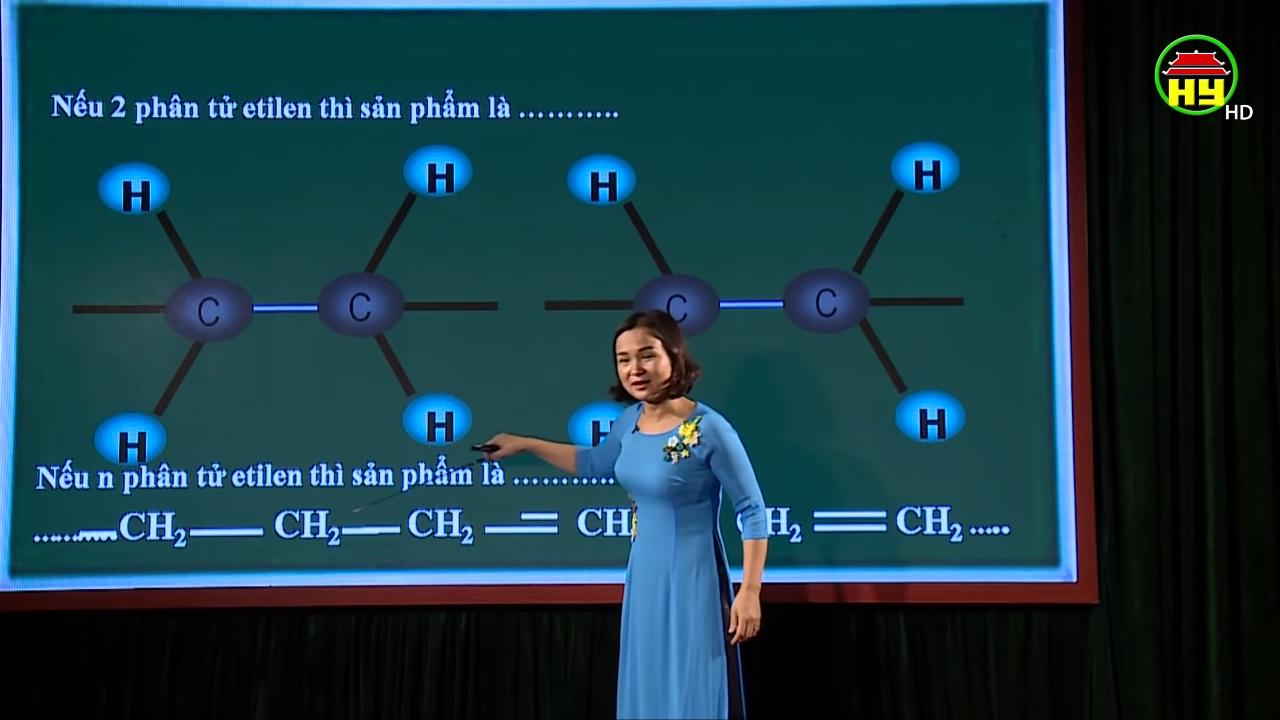 Nếu 2 phân tử etilen thì sản phẩm là ………..
HY
HD
H H H H
C C C C
H H H H
Nếu n phân tử etilen thì sản phẩm là ………..
........—CH₂—CH₂—CH₂—CH CH₂=CH₂.....